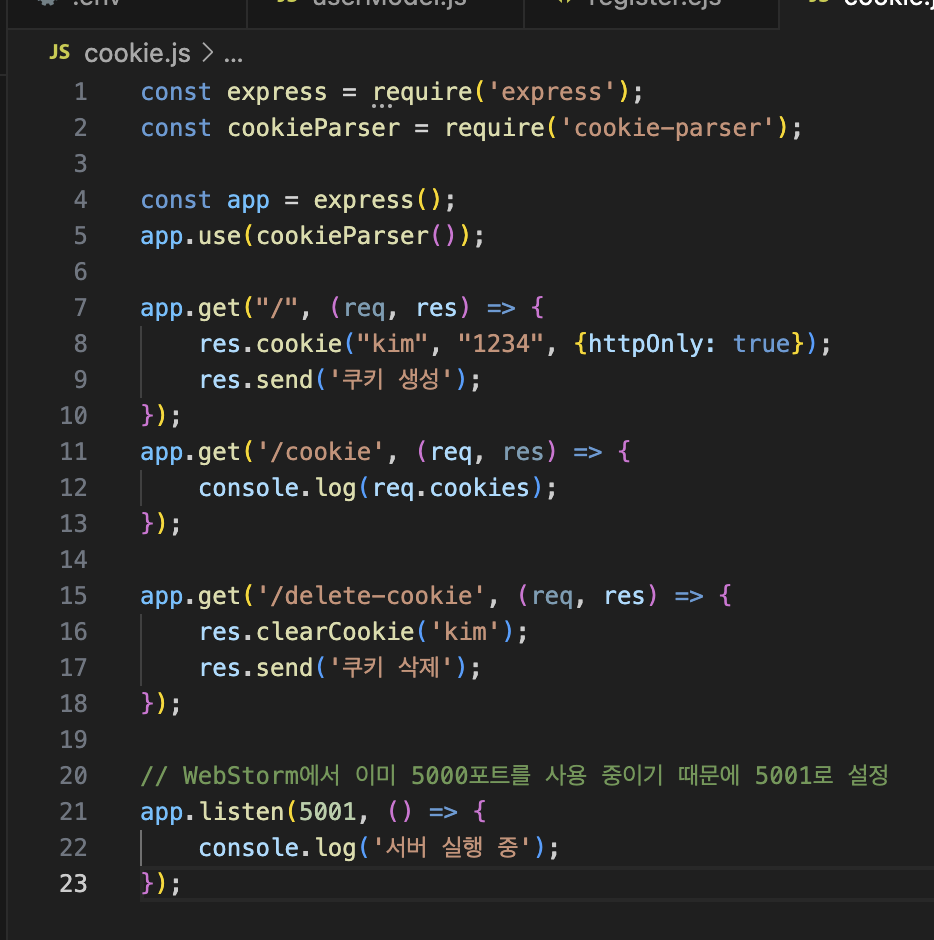 .env
userModel.js
register.ejs
JS cookie.js > ...
1 const express = require('express');
2 const cookieParser = require('cookie-parser');
3
4 const app = express();
5 app.use(cookieParser());
6
7 app.get("/", (req, res) => {
8     res.cookie("kim", "1234", {httpOnly: true});
9     res.send('쿠키 생성');
10 });
11 app.get('/cookie', (req, res) => {
12     console.log(req.cookies);
13 });
14
15 app.get('/delete-cookie', (req, res) => {
16     res.clearCookie('kim');
17     res.send('쿠키 삭제');
18 });
19
20 // WebStorm에서 이미 5000포트를 사용 중이기 때문에 5001로 설정
21 app.listen(5001, () => {
22     console.log('서버 실행 중');
23 });